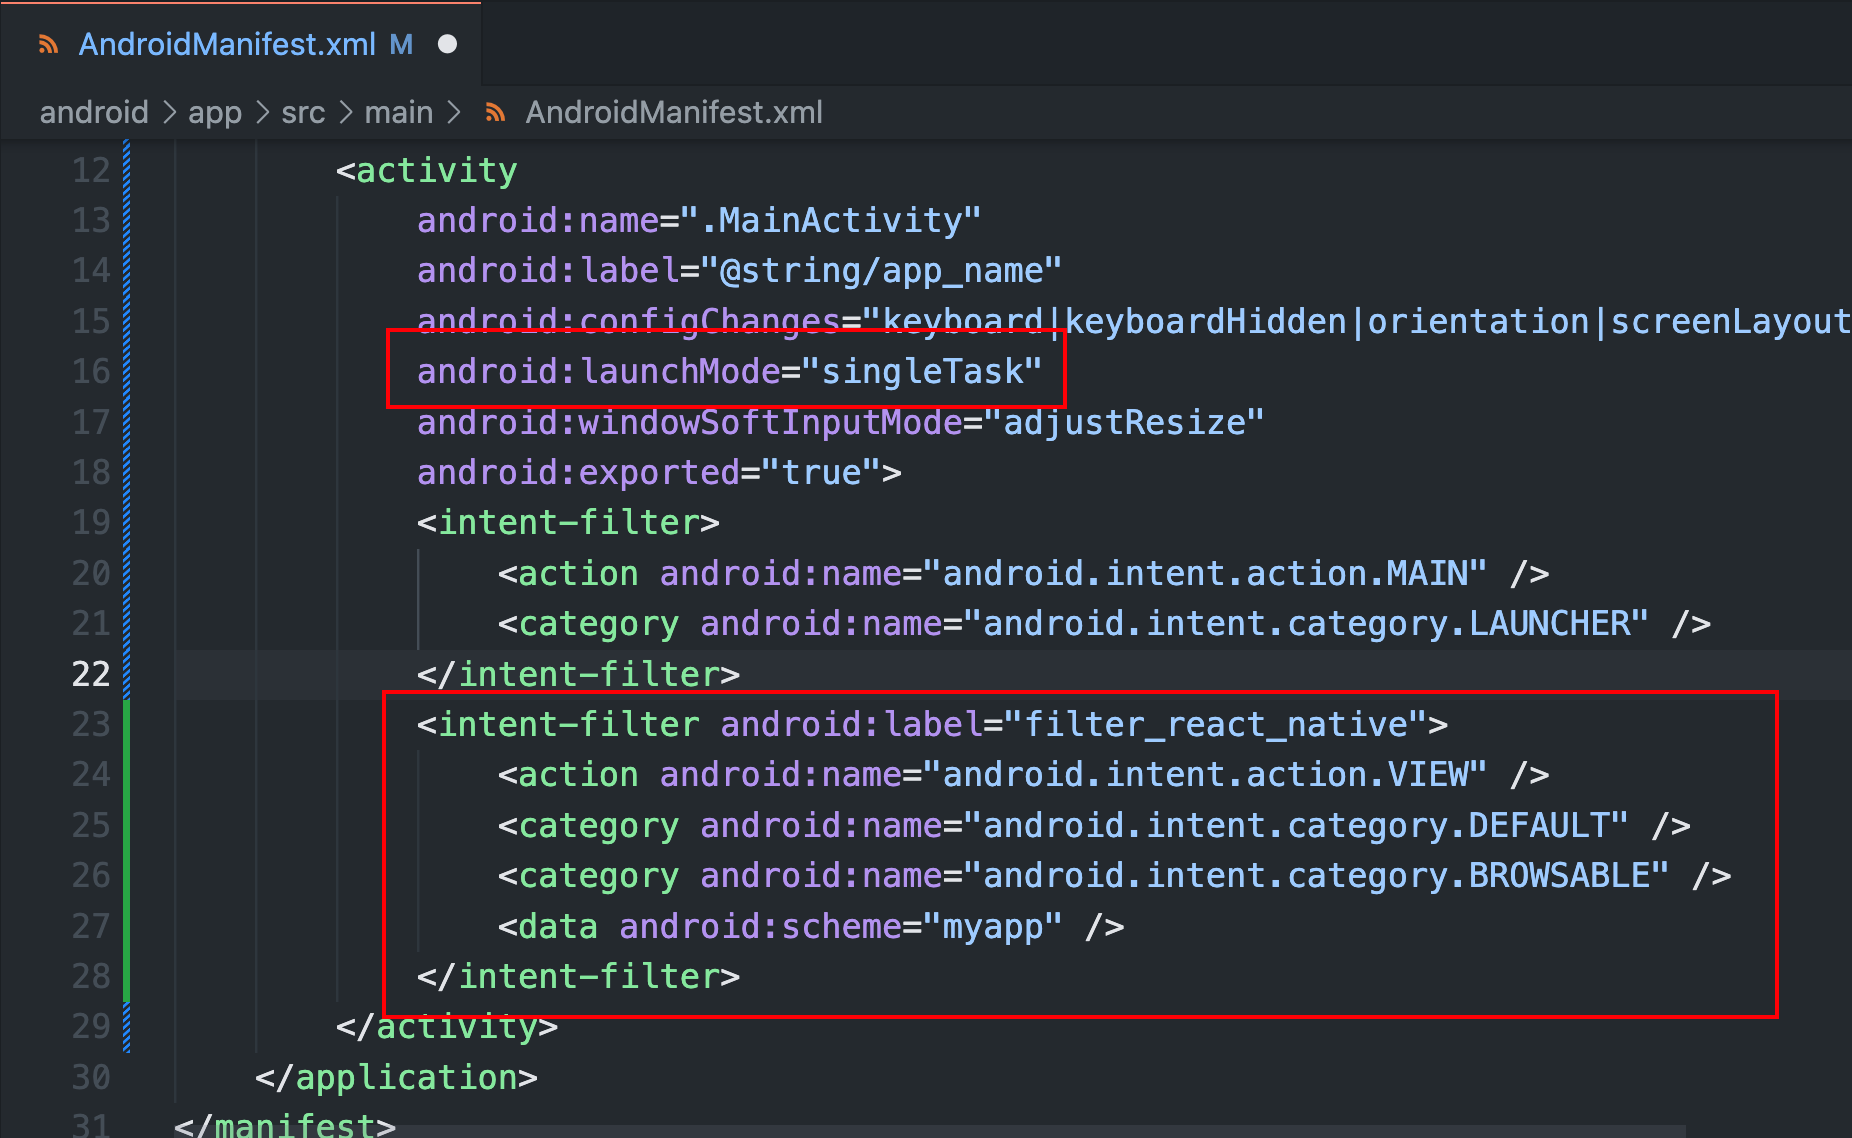 AndroidManifest.xml M
android > app > src > main > AndroidManifest.xml
12 <activity
13 android:name=".MainActivity"
14 android:label="@string/app_name"
15 android:configChanges="keyboard|keyboardHidden|orientation|screenLayout
16 android:launchMode="singleTask"
17 android:windowSoftInputMode="adjustResize"
18 android:exported="true">
19 <intent-filter>
20 <action android:name="android.intent.action.MAIN" />
21 <category android:name="android.intent.category.LAUNCHER" />
22 </intent-filter>
23 <intent-filter android:label="filter_react_native">
24 <action android:name="android.intent.action.VIEW" />
25 <category android:name="android.intent.category.DEFAULT" />
26 <category android:name="android.intent.category.BROWSABLE" />
27 <data android:scheme="myapp" />
28 </intent-filter>
29 </activity>
30 </application>
31 </manifest>